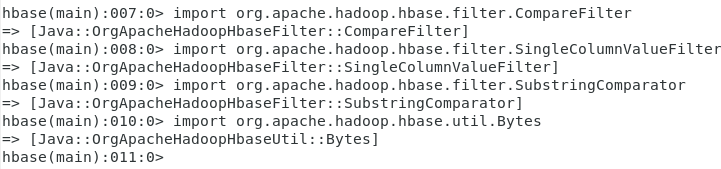 hbase(main):007:0> import org.apache.hadoop.hbase.filter.CompareFilter
=> [Java::OrgApacheHadoopHbaseFilter::CompareFilter]
hbase(main):008:0> import org.apache.hadoop.hbase.filter.SingleColumnValueFilter
=> [Java::OrgApacheHadoopHbaseFilter::SingleColumnValueFilter]
hbase(main):009:0> import org.apache.hadoop.hbase.filter.SubstringComparator
=> [Java::OrgApacheHadoopHbaseFilter::SubstringComparator]
hbase(main):010:0> import org.apache.hadoop.hbase.util.Bytes
=> [Java::OrgApacheHadoopHbaseUtil::Bytes]
hbase(main):011:0>